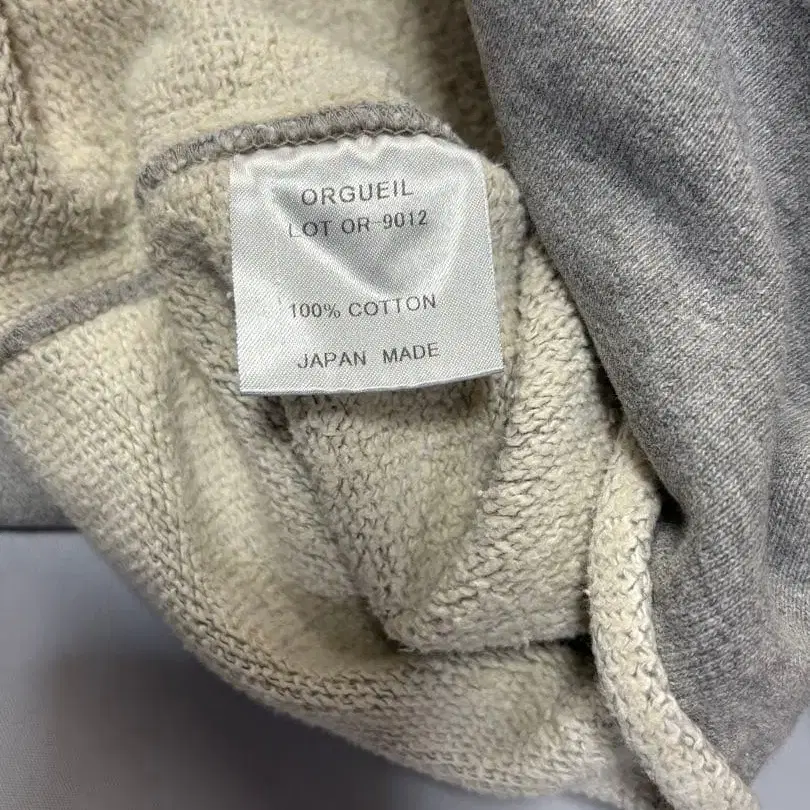 ORGUEIL
LOT OR-9012
100% COTTON
JAPAN MADE